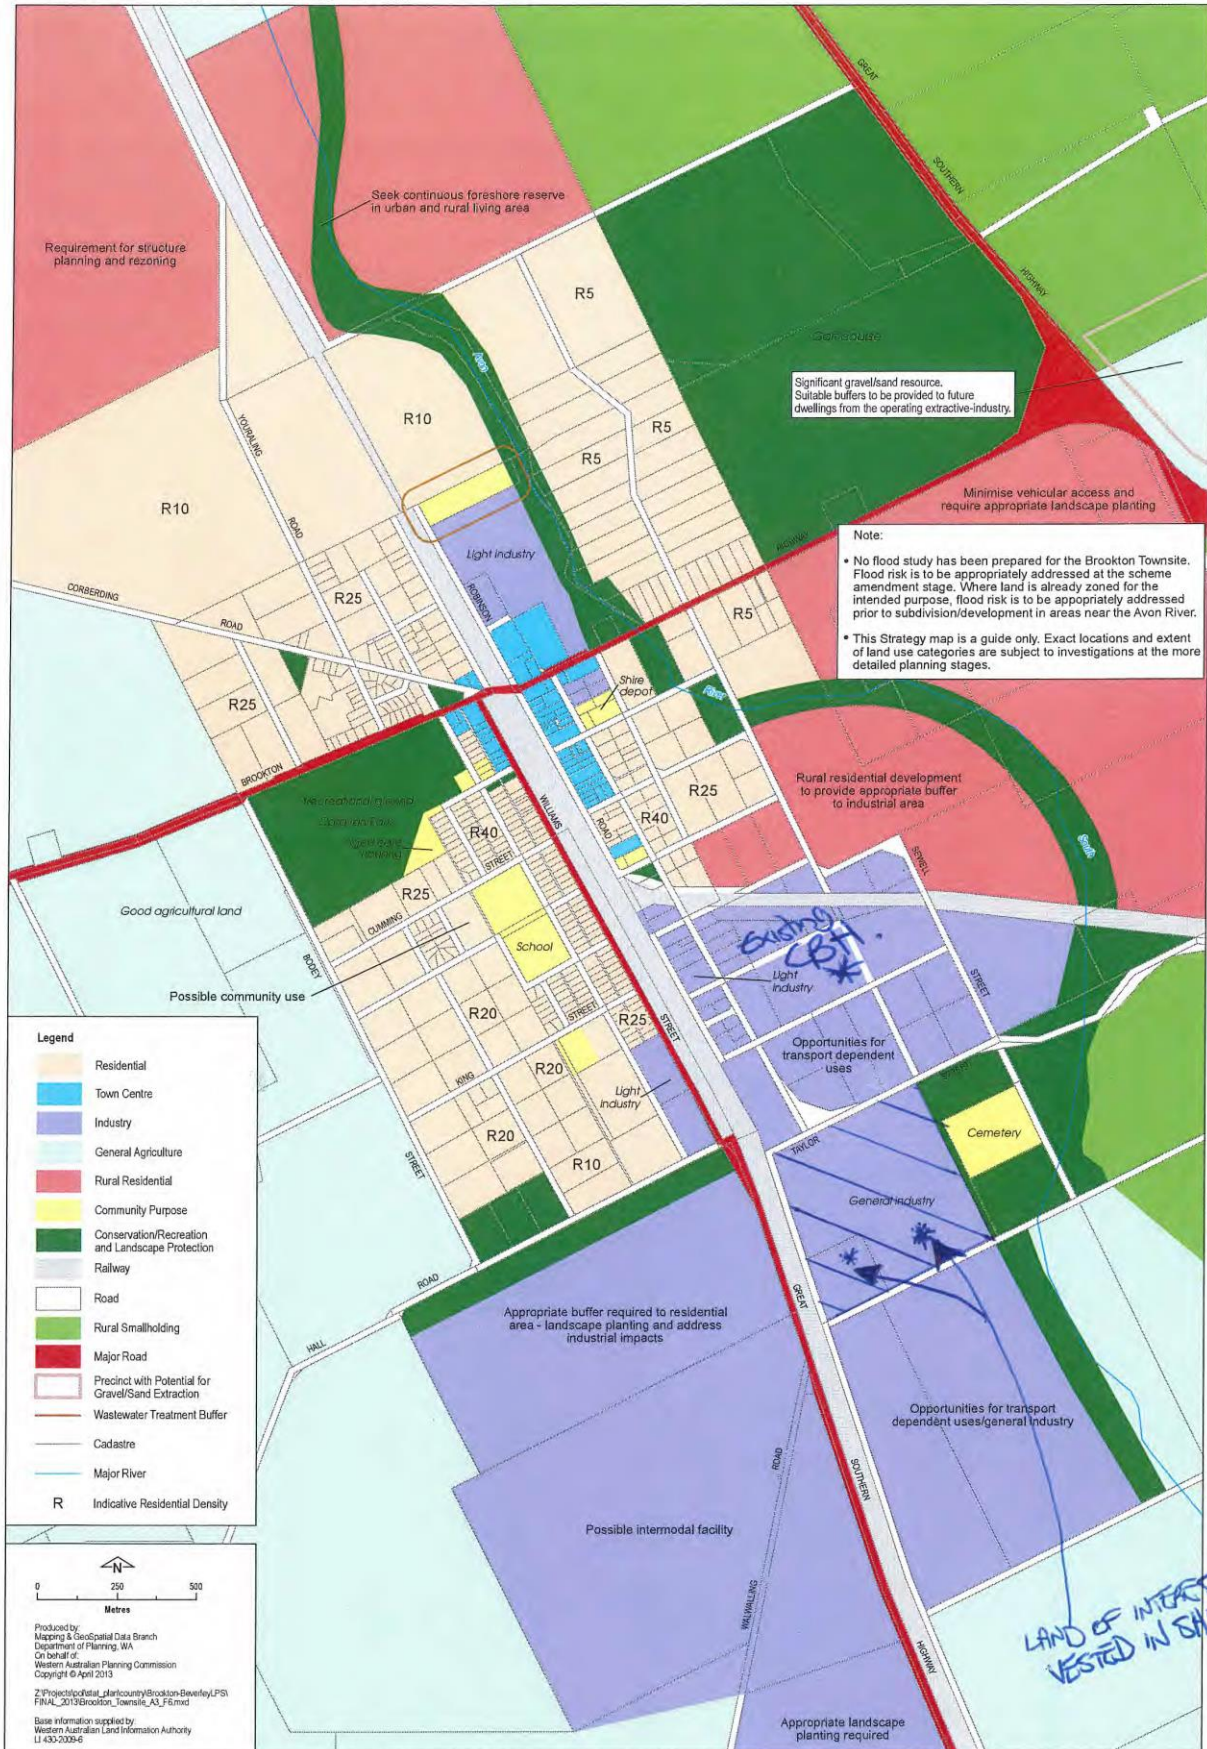 GREAT
SOUTHERN
HIGHWAY
Seek continuous foreshore reserve
in urban and rural living area
Requirement for structure
planning and rezoning
R5
Avon
Significant gravel/sand resource.
Suitable buffers to be provided to future
dwellings from the operating extractive-industry.
R10
R5
R5
YOURALING
ROAD
R10
Minimise vehicular access and
require appropriate landscape planting
Light industry
HIGHWAY
Note:
• No flood study has been prepared for the Brookton Townsite.
Flood risk is to be appropriately addressed at the scheme
amendment stage. Where land is already zoned for the
intended purpose, flood risk is to be appopriately addressed
prior to subdivision/development in areas near the Avon River.
• This Strategy map is a guide only. Exact locations and extent
of land use categories are subject to investigations at the more
detailed planning stages.
CORBERDING
ROAD
R25
ROBINSON
R5
Shire
depot
River
R25
BROOKTON
Rural residential development
to provide appropriate buffer
to industrial area
R25
WILLIAMS
ROAD
R40
R40
STREET
SEWELL
South
R25
Good agricultural land
CUMMING
School
Existing
CBH.
*
Light
Industry
STREET
BODEY
Possible community use
R20
STREET
R25
STREET
Opportunities for
transport dependent
uses
KING
R20
Light
Industry
R20
STREET
R10
TAYLOR
Cemetery
General industry
*
*
ROAD
HALL
Appropriate buffer required to residential
area - landscape planting and address
industrial impacts
GREAT
Opportunities for transport
dependent uses/general industry
ROAD
SOUTHERN
Possible intermodal facility
WALWALLING
HIGHWAY
LAND OF INTEREST
VESTED IN
Appropriate landscape
planting required
Legend
Residential
Town Centre
Industry
General Agriculture
Rural Residential
Community Purpose
Conservation/Recreation
and Landscape Protection
Railway
Road
Rural Smallholding
Major Road
Precinct with Potential for
Gravel/Sand Extraction
Wastewater Treatment Buffer
Cadastre
Major River
R Indicative Residential Density
N
0 250 500
Metres
Produced by:
Mapping & GeoSpatial Data Branch
Department of Planning, WA
On behalf of:
Western Australian Planning Commission
Copyright © April 2013
Base information supplied by:
Western Australian Land Information Authority
LI 430-2009-6